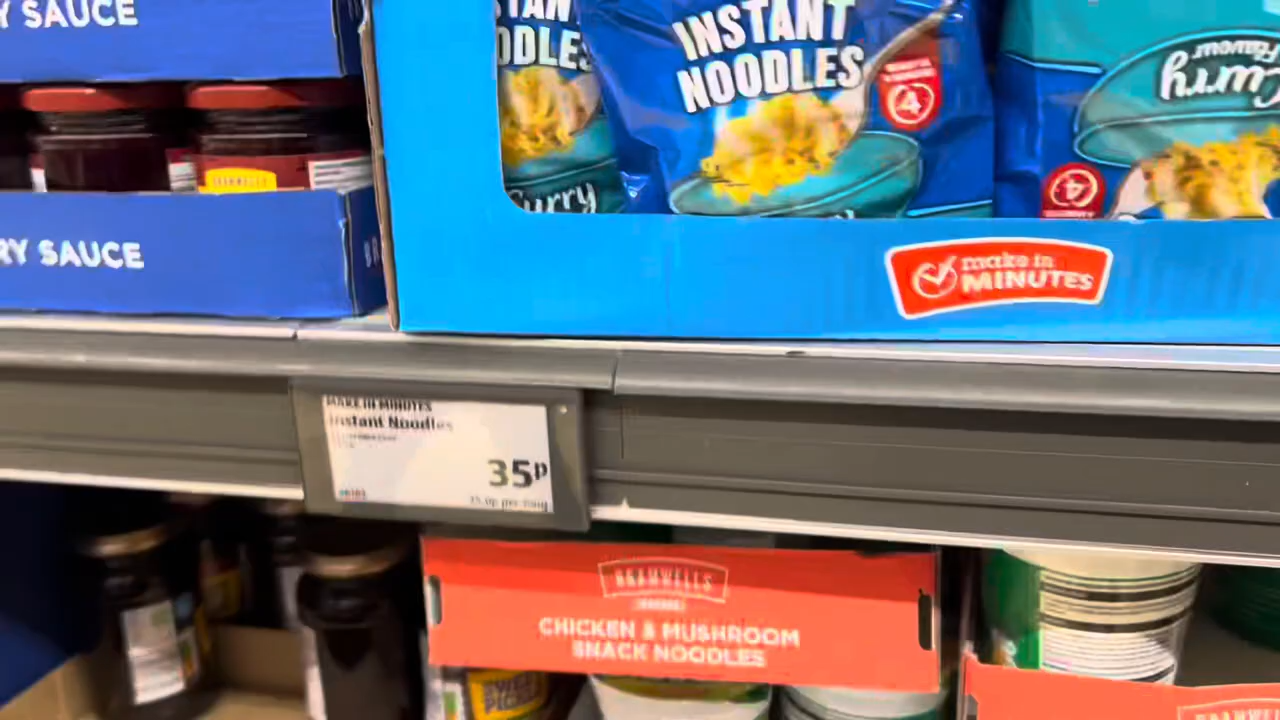 Y SAUCE
INSTANT
NOODLES
4
Curry
Flavour
BRAMWELLS
Curry
4
RY SAUCE
make in
MINUTES
MAKE IN MINUTES
Instant Noodles
35p
BRAMWELLS
CHICKEN & MUSHROOM
SNACK NOODLES